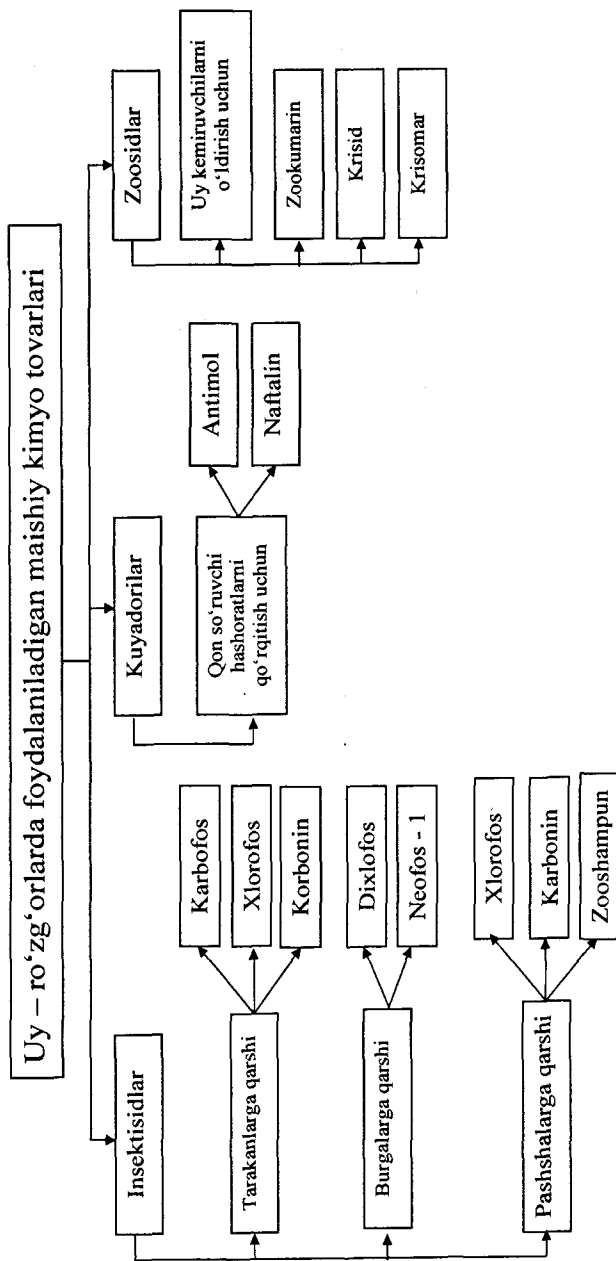 Uy – ro‘zg‘orlarda foydalaniladigan maishiy kimyo tovarlari
Insektisidlar
Tarakanlarga qarshi
Karbofos
Xlorofos
Korbonin
Burgalarga qarshi
Dixlofos
Neofos - 1
Pashshalarga qarshi
Xlorofos
Karbonin
Zooshampun
Kuyadorilar
Qon so‘ruvchi
hashoratlarni
qo‘rqitish uchun
Antimol
Naftalin
Zoosidlar
Uy kemiruvchilarni
o‘ldirish uchun
Zookumarin
Krisid
Krisomar